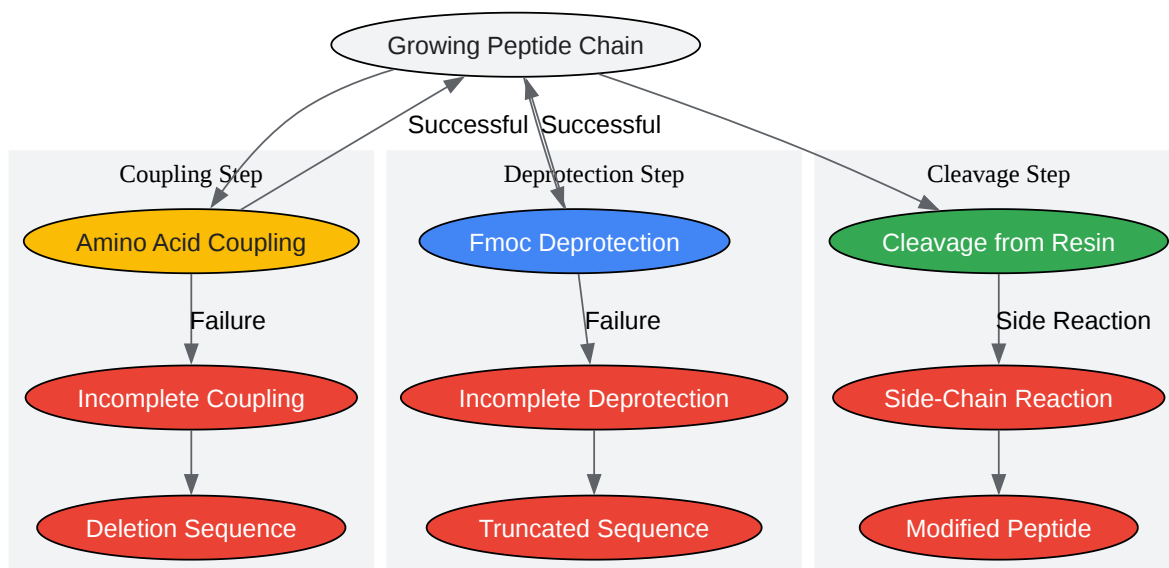 Growing Peptide Chain
Successful
Successful
Coupling Step
Deprotection Step
Cleavage Step
Amino Acid Coupling
Fmoc Deprotection
Cleavage from Resin
Failure
Failure
Side Reaction
Incomplete Coupling
Incomplete Deprotection
Side-Chain Reaction
Deletion Sequence
Truncated Sequence
Modified Peptide